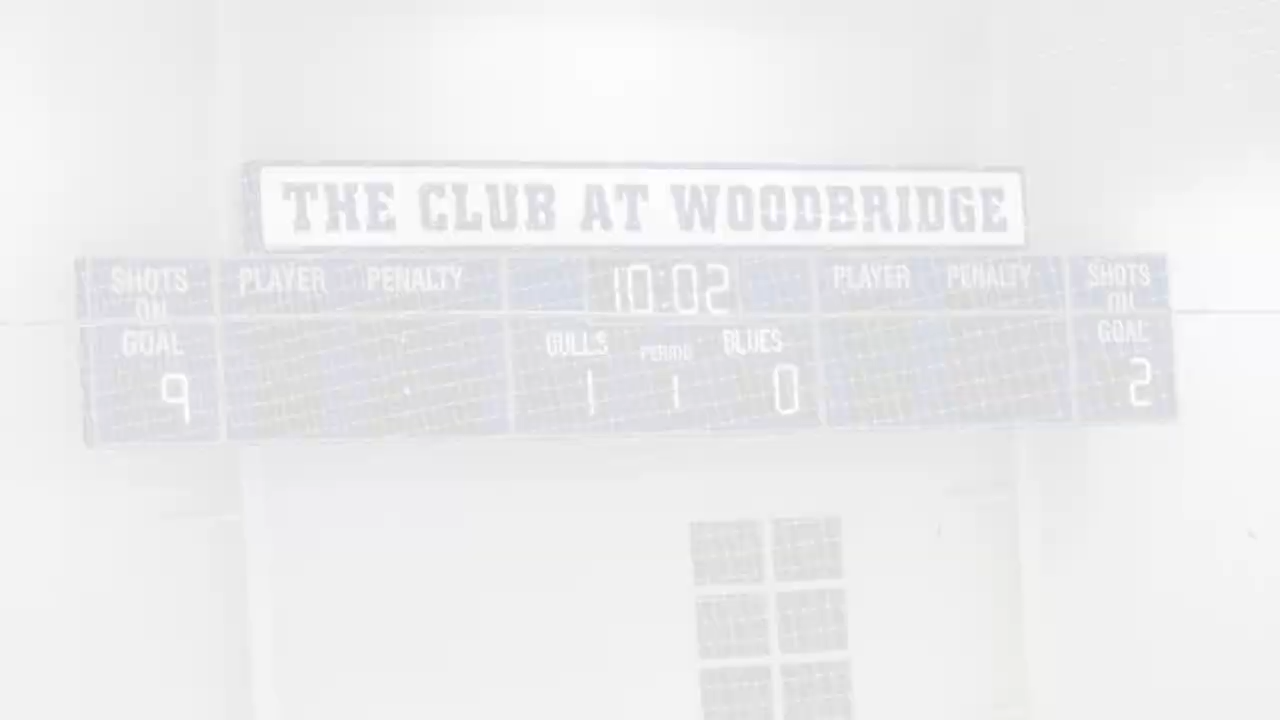 THE CLUB AT WOODBRIDGE
SHOTS ON GOAL
9
PLAYER PENALTY
10:02
GULLS PERIOD BLUES
1 1 0
PLAYER PENALTY
SHOTS ON GOAL
2